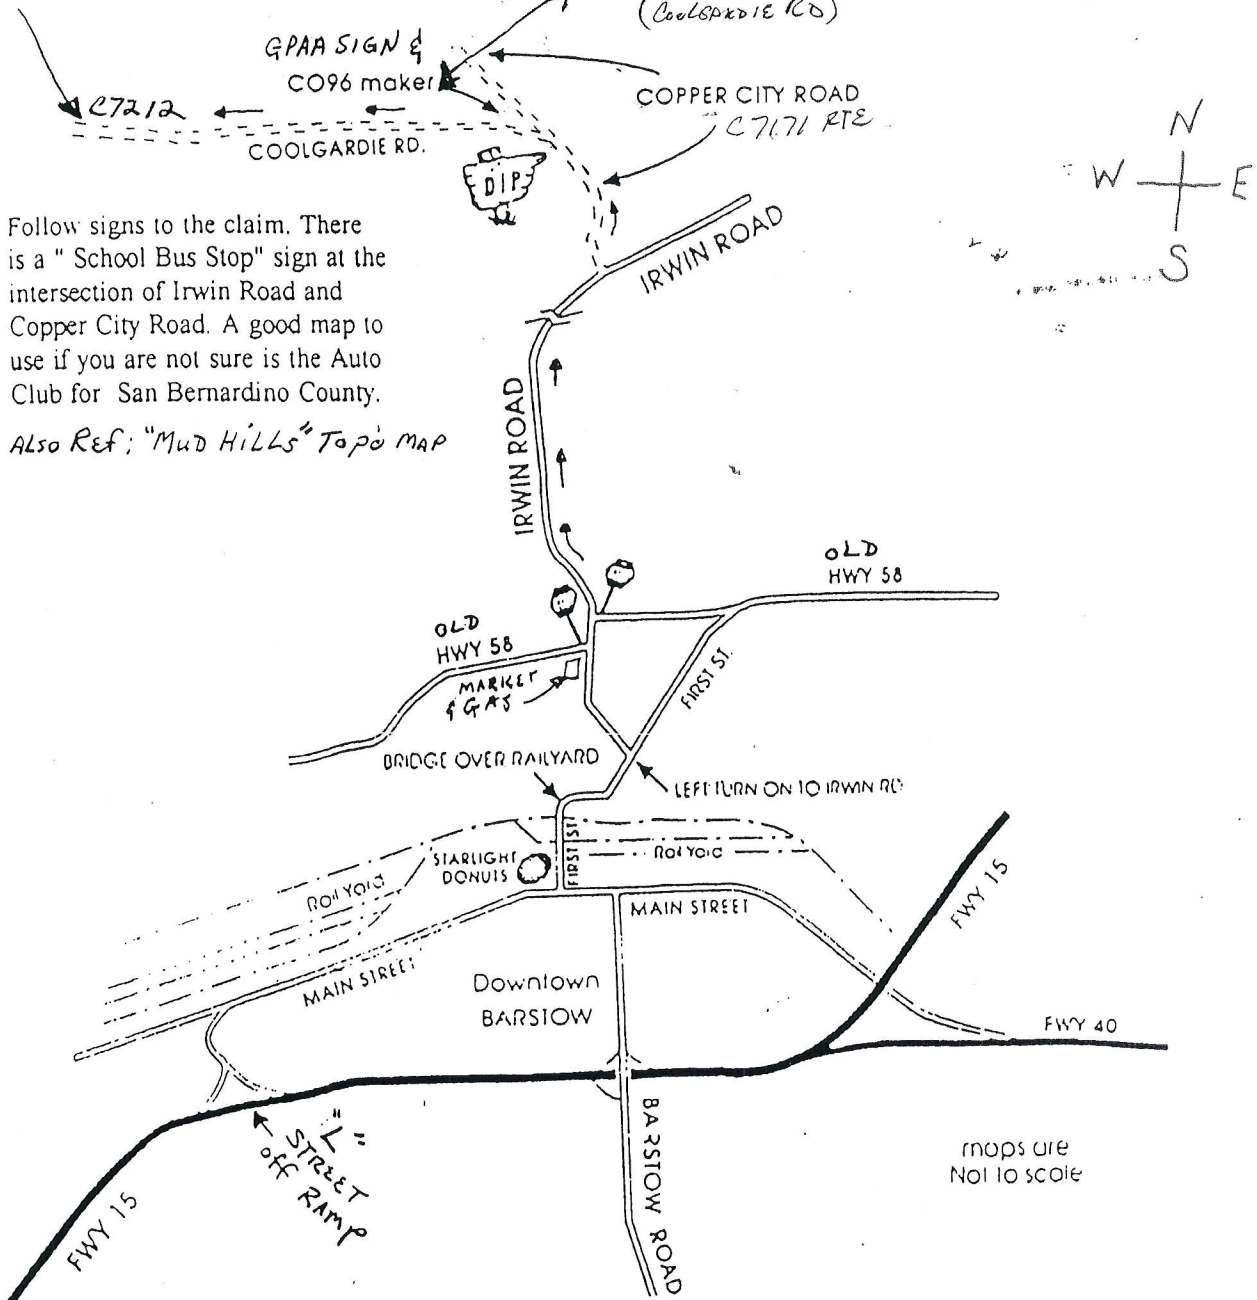 (COOLGARDIE RD)
GPAA SIGN &
CO96 maker
COPPER CITY ROAD
C7171 RTE
C7212
COOLGARDIE RD.
DIP
N
W E
S
IRWIN ROAD
Follow signs to the claim. There
is a " School Bus Stop" sign at the
intersection of Irwin Road and
Copper City Road. A good map to
use if you are not sure is the Auto
Club for San Bernardino County.
ALSO Ref; "MUD HILLS" Topo MAP
IRWIN ROAD
OLD
HWY 58
OLD
HWY 58
MARKET
& GAS
FIRST ST.
BRIDGE OVER RAILYARD
LEFT TURN ON TO IRWIN RD
STARLIGHT
DONUTS
FIRST ST.
Rail Yard
Rail Yard
MAIN STREET
MAIN STREET
FWY 15
Downtown
BARSTOW
FWY 40
"L"
STREET
off RAMP
BARSTOW ROAD
FWY 15
maps are
Not to scale